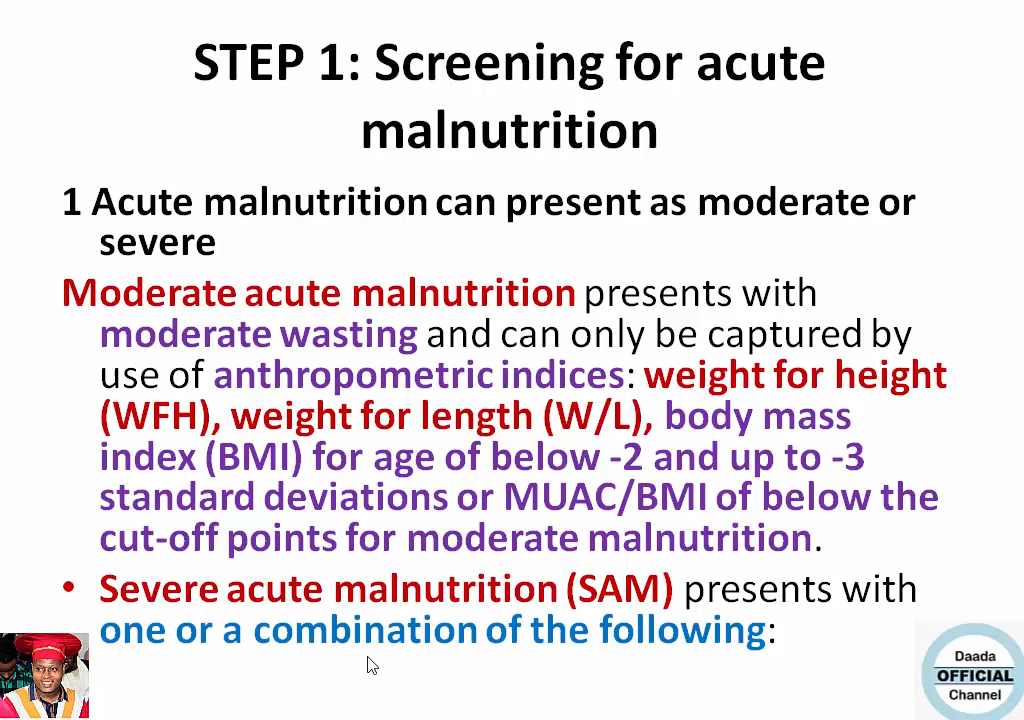 STEP 1: Screening for acute
malnutrition
1 Acute malnutrition can present as moderate or
severe
Moderate acute malnutrition presents with
moderate wasting and can only be captured by
use of anthropometric indices: weight for height
(WFH), weight for length (W/L), body mass
index (BMI) for age of below -2 and up to -3
standard deviations or MUAC/BMI of below the
cut-off points for moderate malnutrition.
• Severe acute malnutrition (SAM) presents with
one or a combination of the following:
Daada
OFFICIAL
Channel